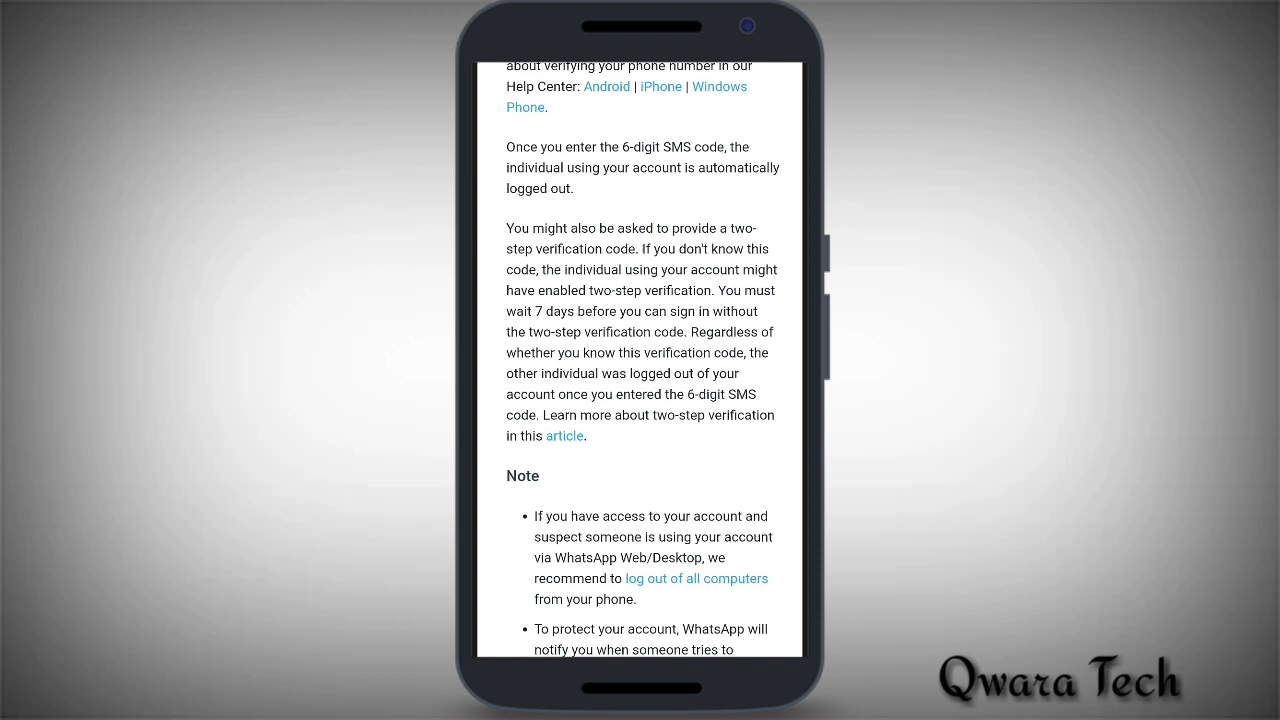 about verifying your phone number in our
Help Center: Android | iPhone | Windows
Phone.
Once you enter the 6-digit SMS code, the
individual using your account is automatically
logged out.
You might also be asked to provide a two-
step verification code. If you don't know this
code, the individual using your account might
have enabled two-step verification. You must
wait 7 days before you can sign in without
the two-step verification code. Regardless of
whether you know this verification code, the
other individual was logged out of your
account once you entered the 6-digit SMS
code. Learn more about two-step verification
in this article.
Note
• If you have access to your account and
suspect someone is using your account
via WhatsApp Web/Desktop, we
recommend to log out of all computers
from your phone.
• To protect your account, WhatsApp will
notify you when someone tries to
Qwara Tech